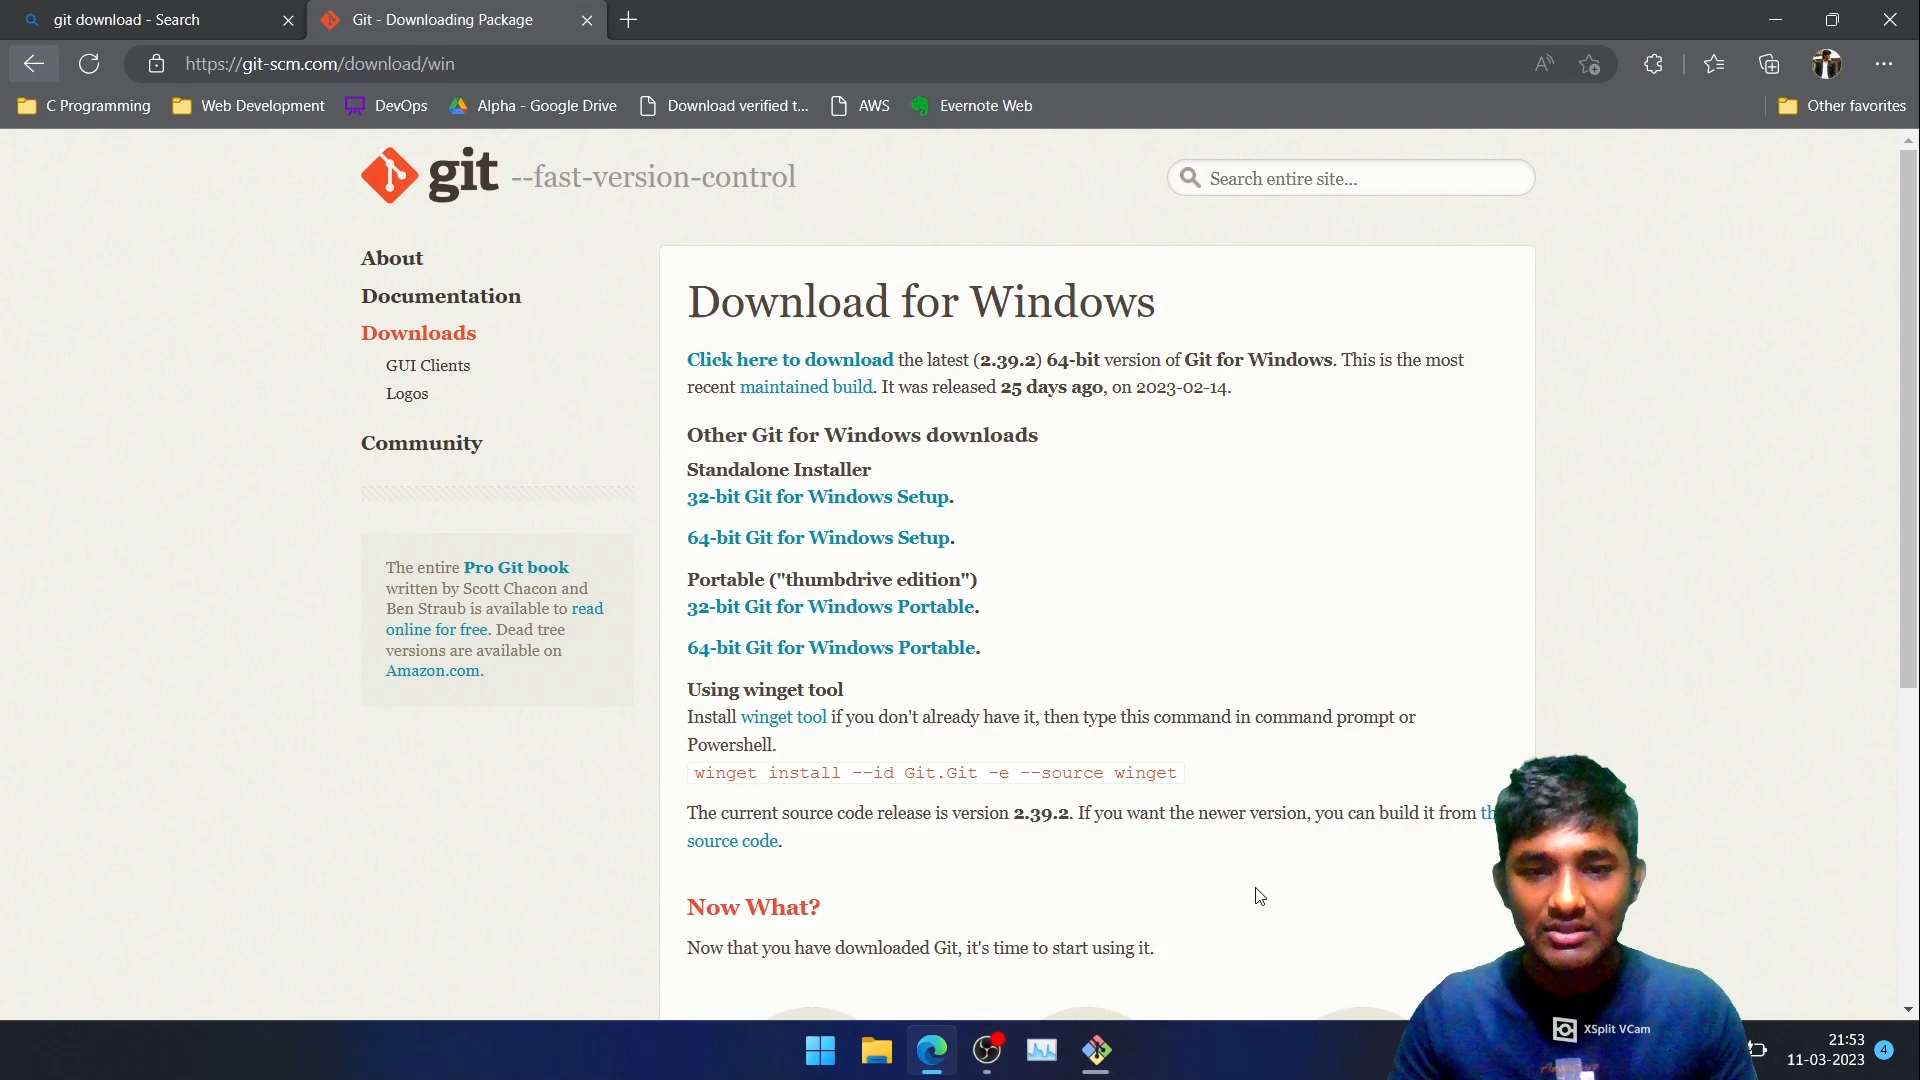 git download - Search
Git - Downloading Package
https://git-scm.com/download/win
C Programming
Web Development
DevOps
Alpha - Google Drive
Download verified t...
AWS
Evernote Web
Other favorites
git --fast-version-control
Search entire site...
About
Documentation
Downloads
GUI Clients
Logos
Community
The entire Pro Git book
written by Scott Chacon and
Ben Straub is available to read
online for free. Dead tree
versions are available on
Amazon.com.
Download for Windows
Click here to download the latest (2.39.2) 64-bit version of Git for Windows. This is the most
recent maintained build. It was released 25 days ago, on 2023-02-14.
Other Git for Windows downloads
Standalone Installer
32-bit Git for Windows Setup.
64-bit Git for Windows Setup.
Portable ("thumbdrive edition")
32-bit Git for Windows Portable.
64-bit Git for Windows Portable.
Using winget tool
Install winget tool if you don't already have it, then type this command in command prompt or
Powershell.
winget install --id Git.Git -e --source winget
The current source code release is version 2.39.2. If you want the newer version, you can build it from
source code.
Now What?
Now that you have downloaded Git, it's time to start using it.
XSplit VCam
21:53
11-03-2023
4